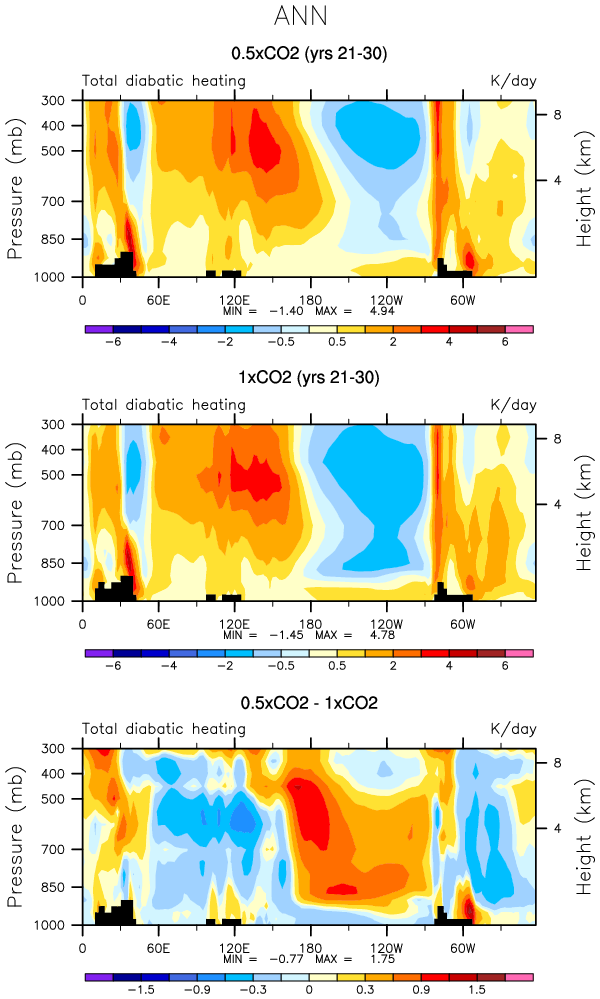 ANN
0.5xCO2 (yrs 21-30)
Total diabatic heating K/day
300
400
500
700
850
1000
Pressure (mb)
8
4
Height (km)
0 60E 120E 180 120W 60W
MIN = -1.40 MAX = 4.94
-6 -4 -2 -0.5 0.5 2 4 6
1xCO2 (yrs 21-30)
Total diabatic heating K/day
300
400
500
700
850
1000
Pressure (mb)
8
4
Height (km)
0 60E 120E 180 120W 60W
MIN = -1.45 MAX = 4.78
-6 -4 -2 -0.5 0.5 2 4 6
0.5xCO2 - 1xCO2
Total diabatic heating K/day
300
400
500
700
850
1000
Pressure (mb)
8
4
Height (km)
0 60E 120E 180 120W 60W
MIN = -0.77 MAX = 1.75
-1.5 -0.9 -0.3 0 0.3 0.9 1.5